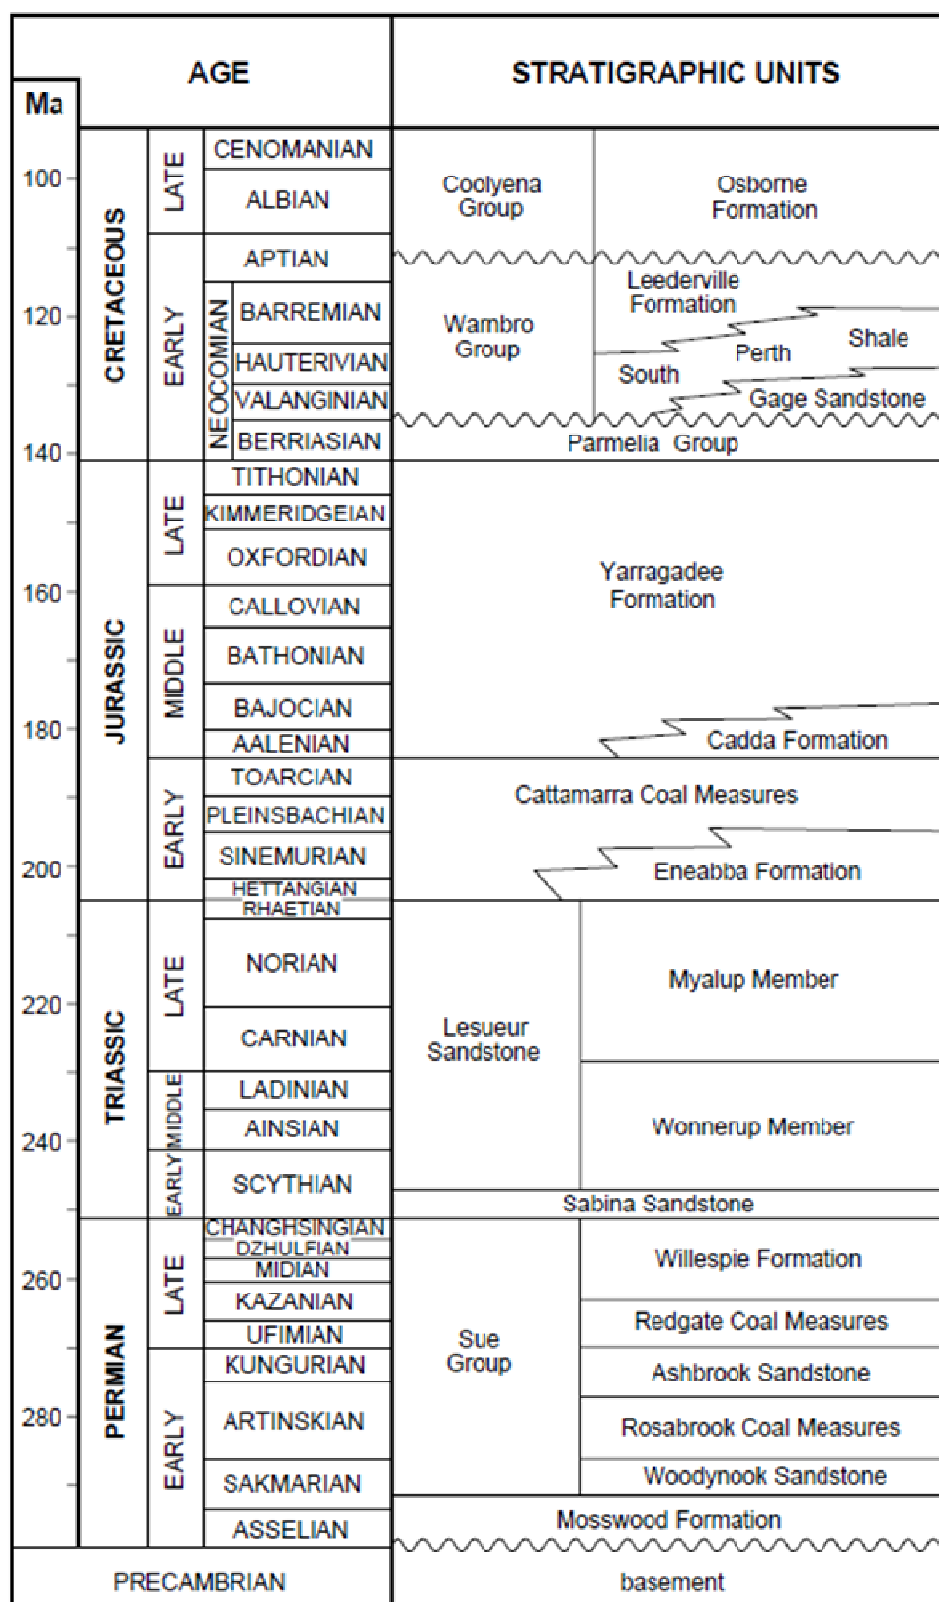 AGE
STRATIGRAPHIC UNITS
Ma
100
120
140
160
180
200
220
240
260
280
CRETACEOUS
LATE
CENOMANIAN
ALBIAN
EARLY
APTIAN
NEOCOMIAN
BARREMIAN
HAUTERIVIAN
VALANGINIAN
BERRIASIAN
JURASSIC
LATE
TITHONIAN
KIMMERIDGEIAN
OXFORDIAN
MIDDLE
CALLOVIAN
BATHONIAN
BAJOCIAN
AALENIAN
EARLY
TOARCIAN
PLEINSBACHIAN
SINEMURIAN
HETTANGIAN
TRIASSIC
LATE
RHAETIAN
NORIAN
CARNIAN
MIDDLE
LADINIAN
AINSIAN
EARLY
SCYTHIAN
PERMIAN
LATE
CHANGHSINGIAN
DZHULFIAN
MIDIAN
KAZANIAN
UFIMIAN
EARLY
KUNGURIAN
ARTINSKIAN
SAKMARIAN
ASSELIAN
PRECAMBRIAN
Coolyena
Group
Osborne
Formation
Warnbro
Group
Leederville
Formation
South Perth Shale
Gage Sandstone
Parmelia Group
Yarragadee
Formation
Cadda Formation
Cattamarra Coal Measures
Eneabba Formation
Lesueur
Sandstone
Myalup Member
Wonnerup Member
Sabina Sandstone
Sue
Group
Willespie Formation
Redgate Coal Measures
Ashbrook Sandstone
Rosabrook Coal Measures
Woodynook Sandstone
Mosswood Formation
basement